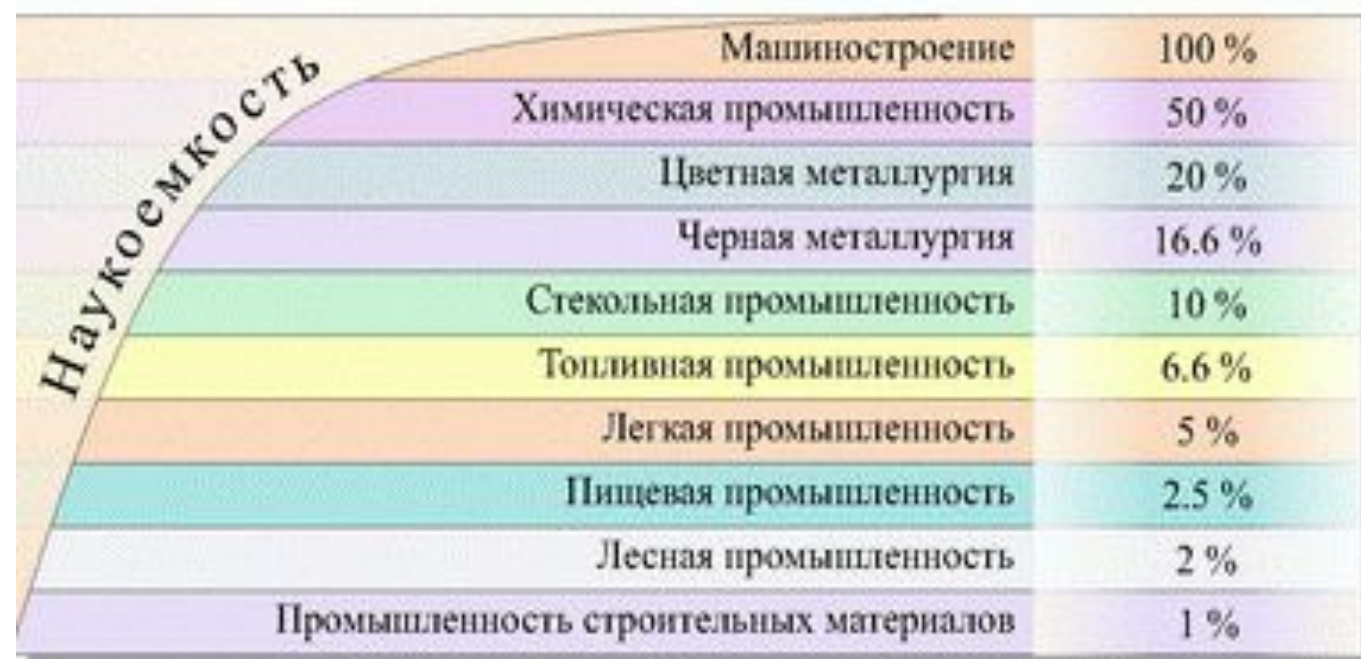 Наукоемкость
Машиностроение 100 %
Химическая промышленность 50 %
Цветная металлургия 20 %
Черная металлургия 16.6 %
Стекольная промышленность 10 %
Топливная промышленность 6.6 %
Легкая промышленность 5 %
Пищевая промышленность 2.5 %
Лесная промышленность 2 %
Промышленность строительных материалов 1 %